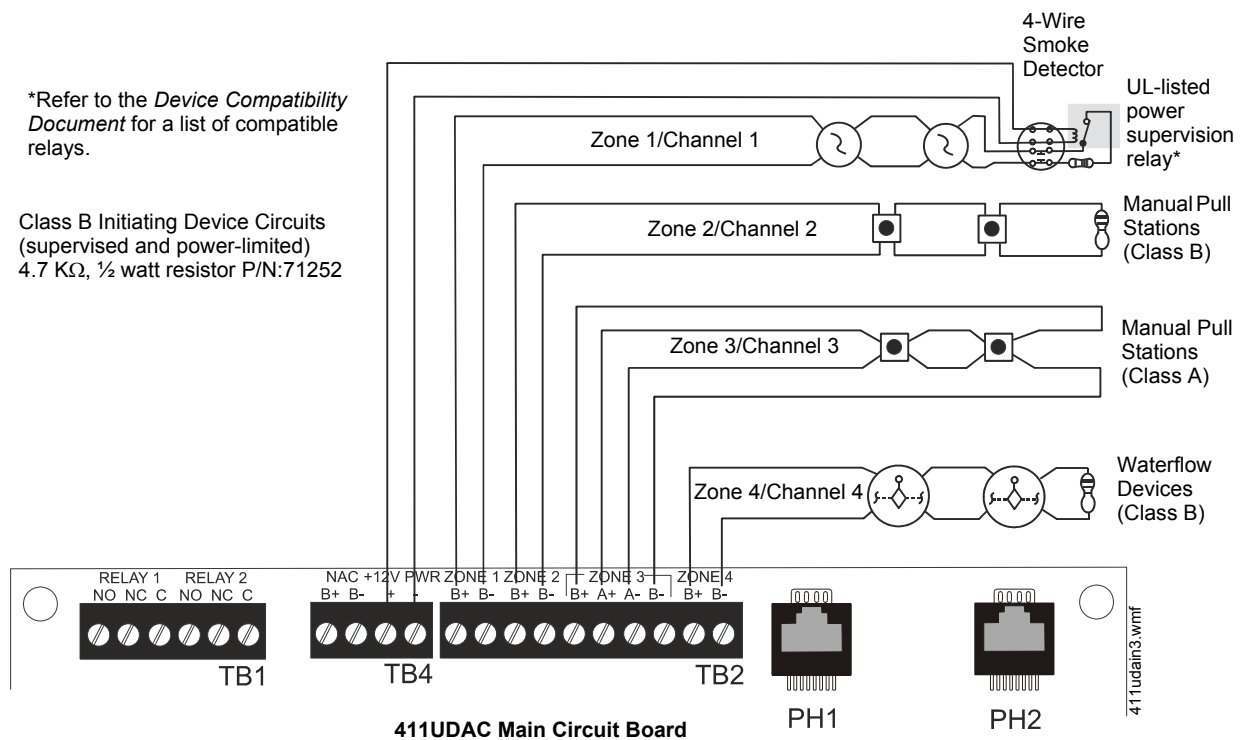 4-Wire
Smoke
Detector
*Refer to the Device Compatibility
Document for a list of compatible
relays.
UL-listed
power
supervision
relay*
Zone 1/Channel 1
Class B Initiating Device Circuits
(supervised and power-limited)
4.7 KΩ, ½ watt resistor P/N:71252
Zone 2/Channel 2
Manual Pull
Stations
(Class B)
Zone 3/Channel 3
Manual Pull
Stations
(Class A)
Zone 4/Channel 4
Waterflow
Devices
(Class B)
RELAY 1 RELAY 2
NO NC C NO NC C
TB1
NAC +12V PWR
B+ B- + -
TB4
ZONE 1 ZONE 2 ZONE 3 ZONE 4
B+ B- B+ B- B+ A+ A- B- B+ B-
TB2
PH1
PH2
411udain3.wmf
411UDAC Main Circuit Board